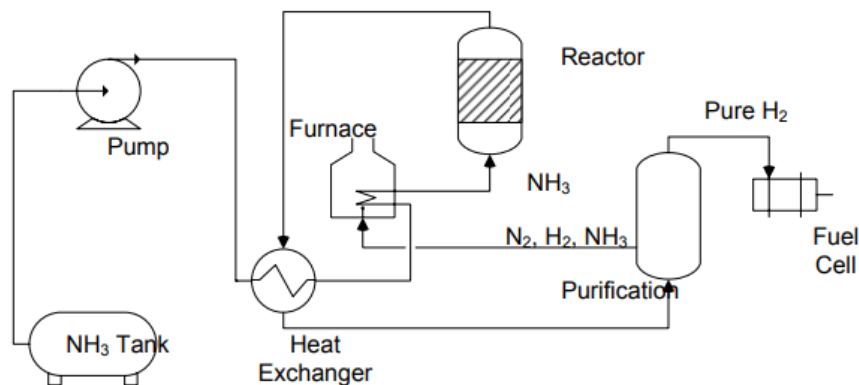 Reactor
Pure H₂
Furnace
Pump
NH₃
N₂, H₂, NH₃
Fuel
Cell
Purification
NH₃ Tank
Heat
Exchanger